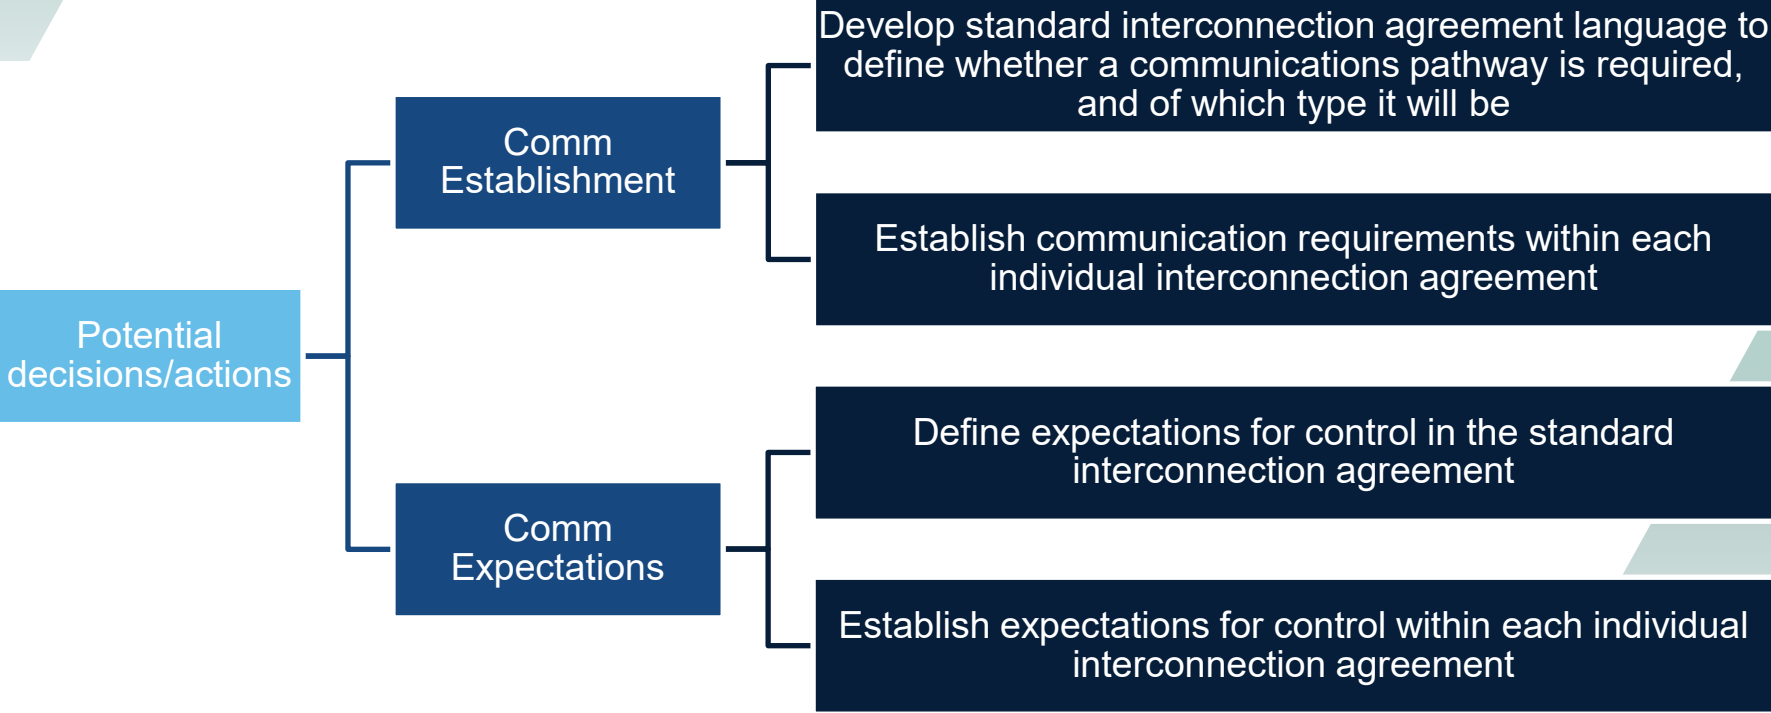 Potential
decisions/actions
Comm
Establishment
Develop standard interconnection agreement language to
define whether a communications pathway is required,
and of which type it will be
Establish communication requirements within each
individual interconnection agreement
Comm
Expectations
Define expectations for control in the standard
interconnection agreement
Establish expectations for control within each individual
interconnection agreement